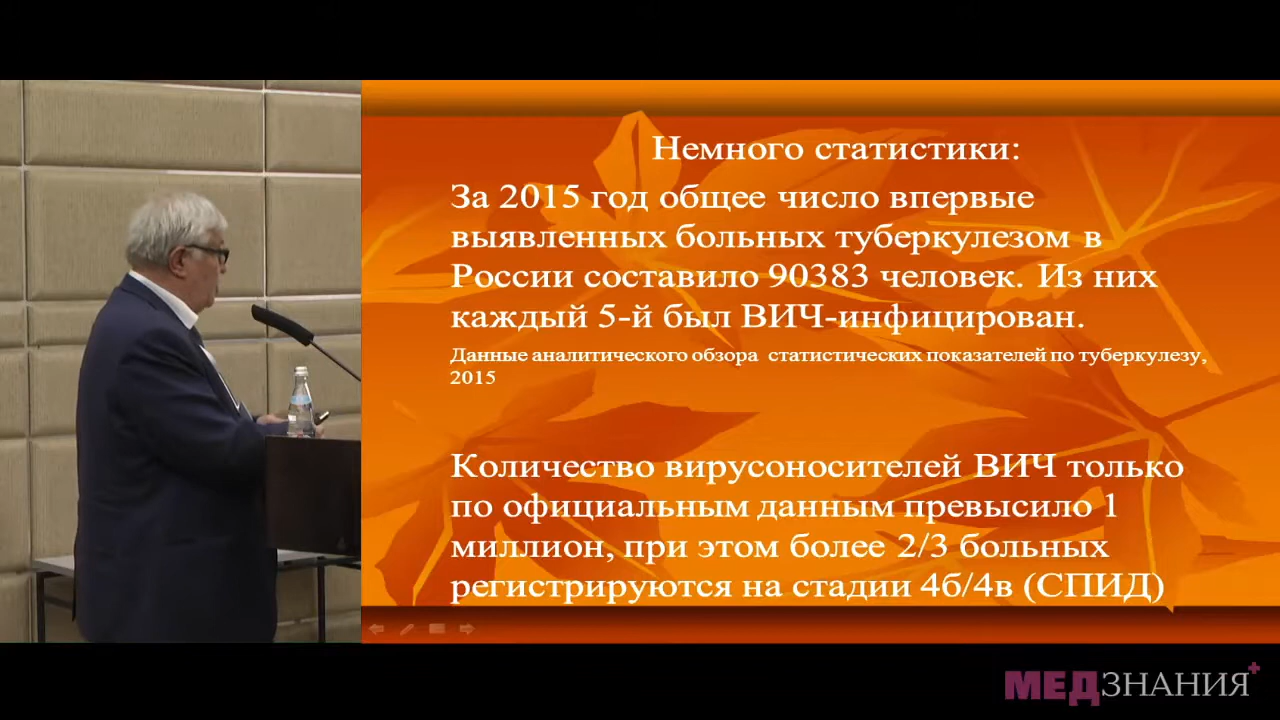 Немного статистики:
За 2015 год общее число впервые
выявленных больных туберкулезом в
России составило 90383 человек. Из них
каждый 5-й был ВИЧ-инфицирован.
Данные аналитического обзора  статистических показателей по туберкулезу,
2015
Количество вирусоносителей ВИЧ только
по официальным данным превысило 1
миллион, при этом более 2/3 больных
регистрируются на стадии 4б/4в (СПИД)
МЕДЗНАНИЯ+